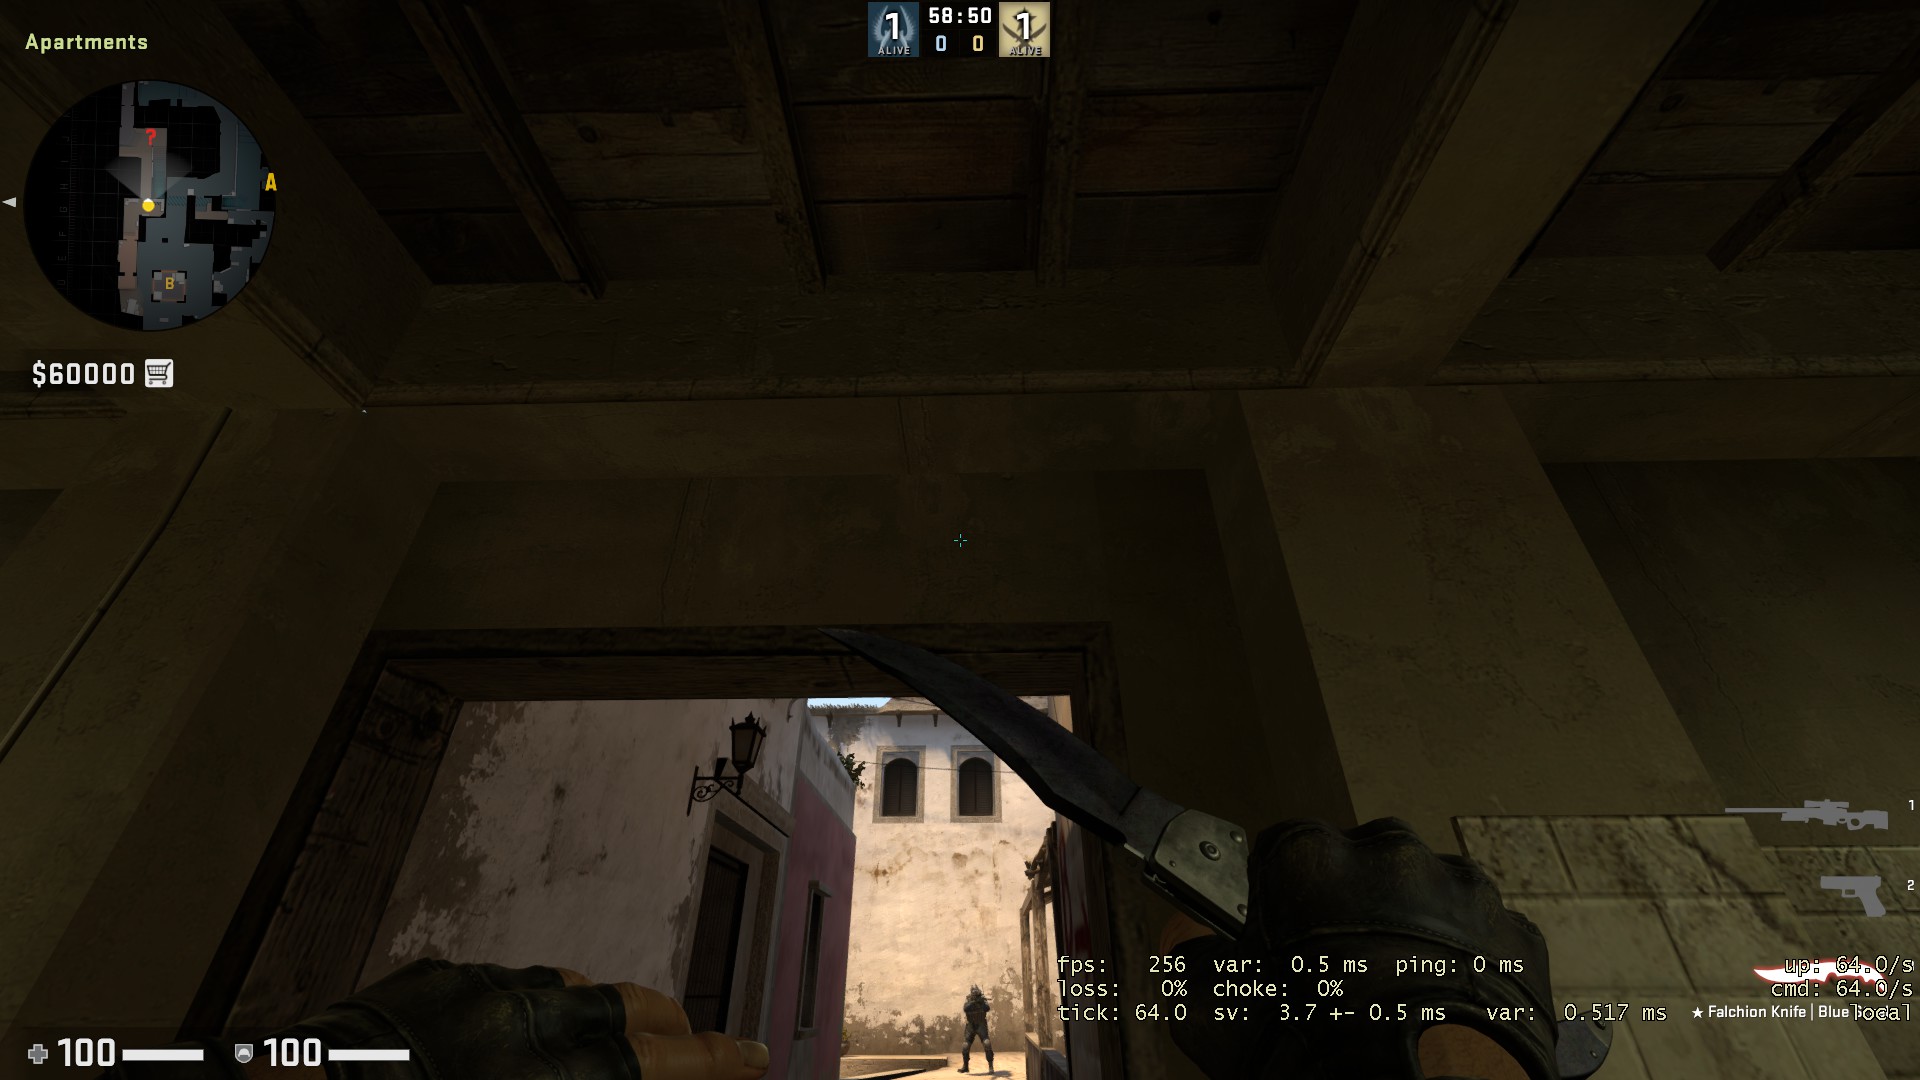 Apartments
1 58:50 1
ALIVE 0 0 ALIVE
?
A
B
$60000
1
2
fps: 256 var: 0.5 ms ping: 0 ms
loss: 0% choke: 0%
tick: 64.0 sv: 3.7 +- 0.5 ms var: 0.517 ms
up: 64.0/s
cmd: 64.0/s
★ Falchion Knife | Blue
local
100 100